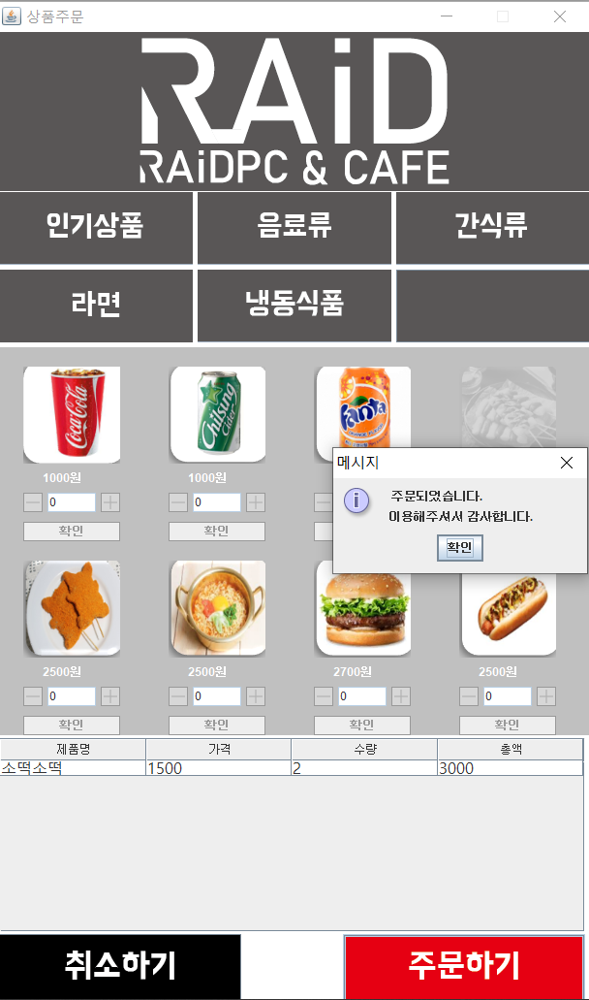 상품주문
RAiD
RAiDPC & CAFE
인기상품 음료류 간식류
라면 냉동식품
Coca-Cola
Chilsung
Cider
Fanta
1000원 1000원
0 0
확인 확인
메시지
주문되었습니다.
이용해주셔서 감사합니다.
확인
2500원 2500원 2700원 2500원
0 0 0 0
확인 확인 확인 확인
제품명 가격 수량 총액
소떡소떡 1500 2 3000
취소하기 주문하기